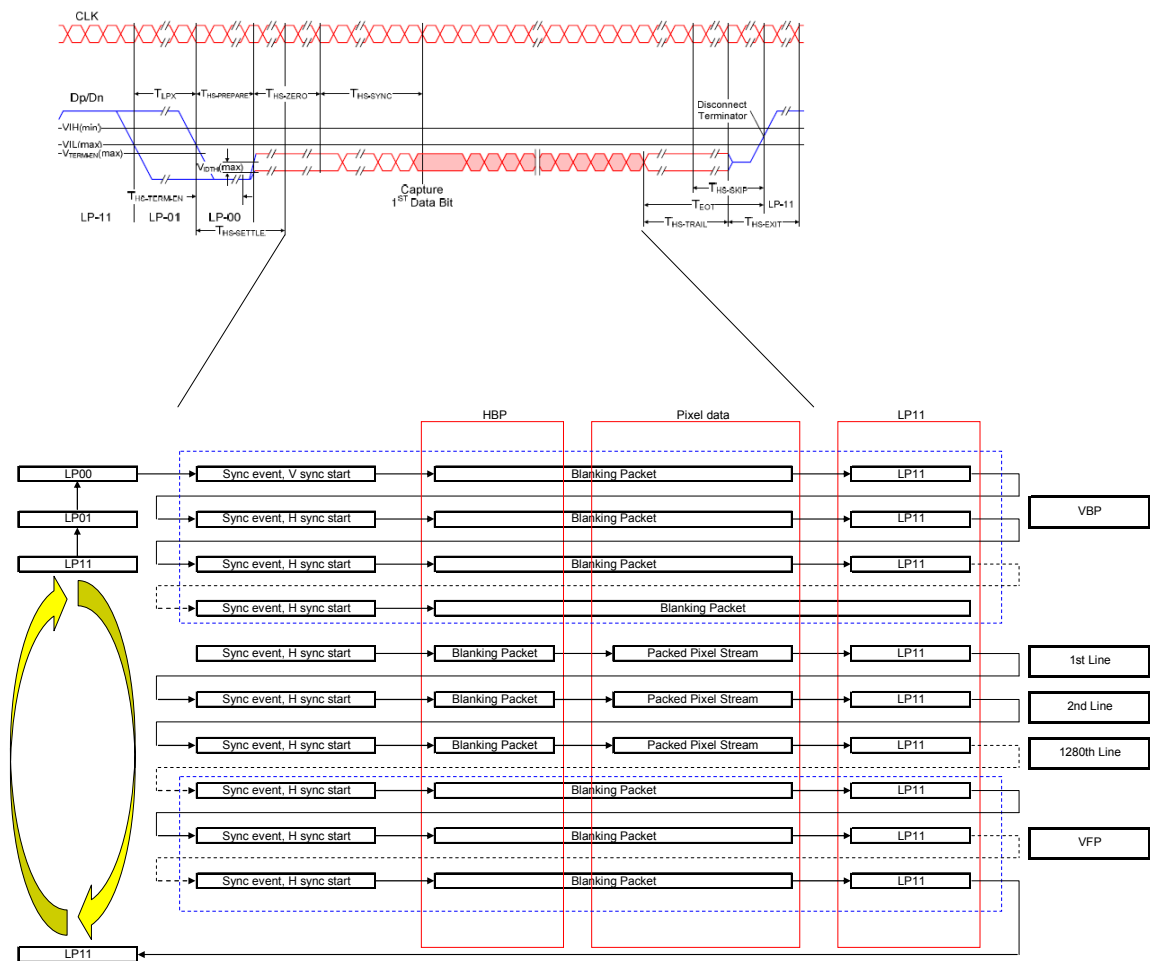 CLK
TLPX THS-PREPARE THS-ZERO THS-SYNC
Dp/Dn
Disconnect
Terminator
VIH(min)
VIL(max)
VTERM-EN(max)
VIDTH(max)
Capture
1ST Data Bit
THS-TERM-EN
THS-SKIP
TEOT LP-11
LP-11 LP-01 LP-00
THS-SETTLE
THS-TRAIL THS-EXIT
HBP Pixel data LP11
LP00 Sync event, V sync start Blanking Packet LP11
LP01 Sync event, H sync start Blanking Packet LP11 VBP
LP11 Sync event, H sync start Blanking Packet LP11
Sync event, H sync start Blanking Packet
Sync event, H sync start Blanking Packet Packed Pixel Stream LP11 1st Line
Sync event, H sync start Blanking Packet Packed Pixel Stream LP11 2nd Line
Sync event, H sync start Blanking Packet Packed Pixel Stream LP11 1280th Line
Sync event, H sync start Blanking Packet LP11
Sync event, H sync start Blanking Packet LP11 VFP
Sync event, H sync start Blanking Packet LP11
LP11